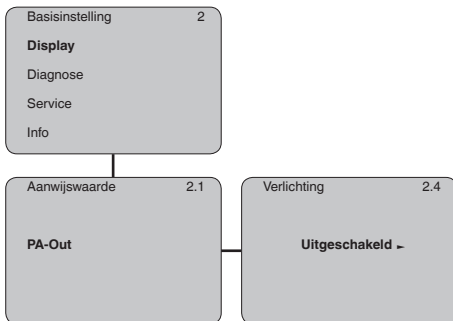 Basisinstelling 2
Display
Diagnose
Service
Info
Aanwijswaarde 2.1
PA-Out
Verlichting 2.4
Uitgeschakeld ►